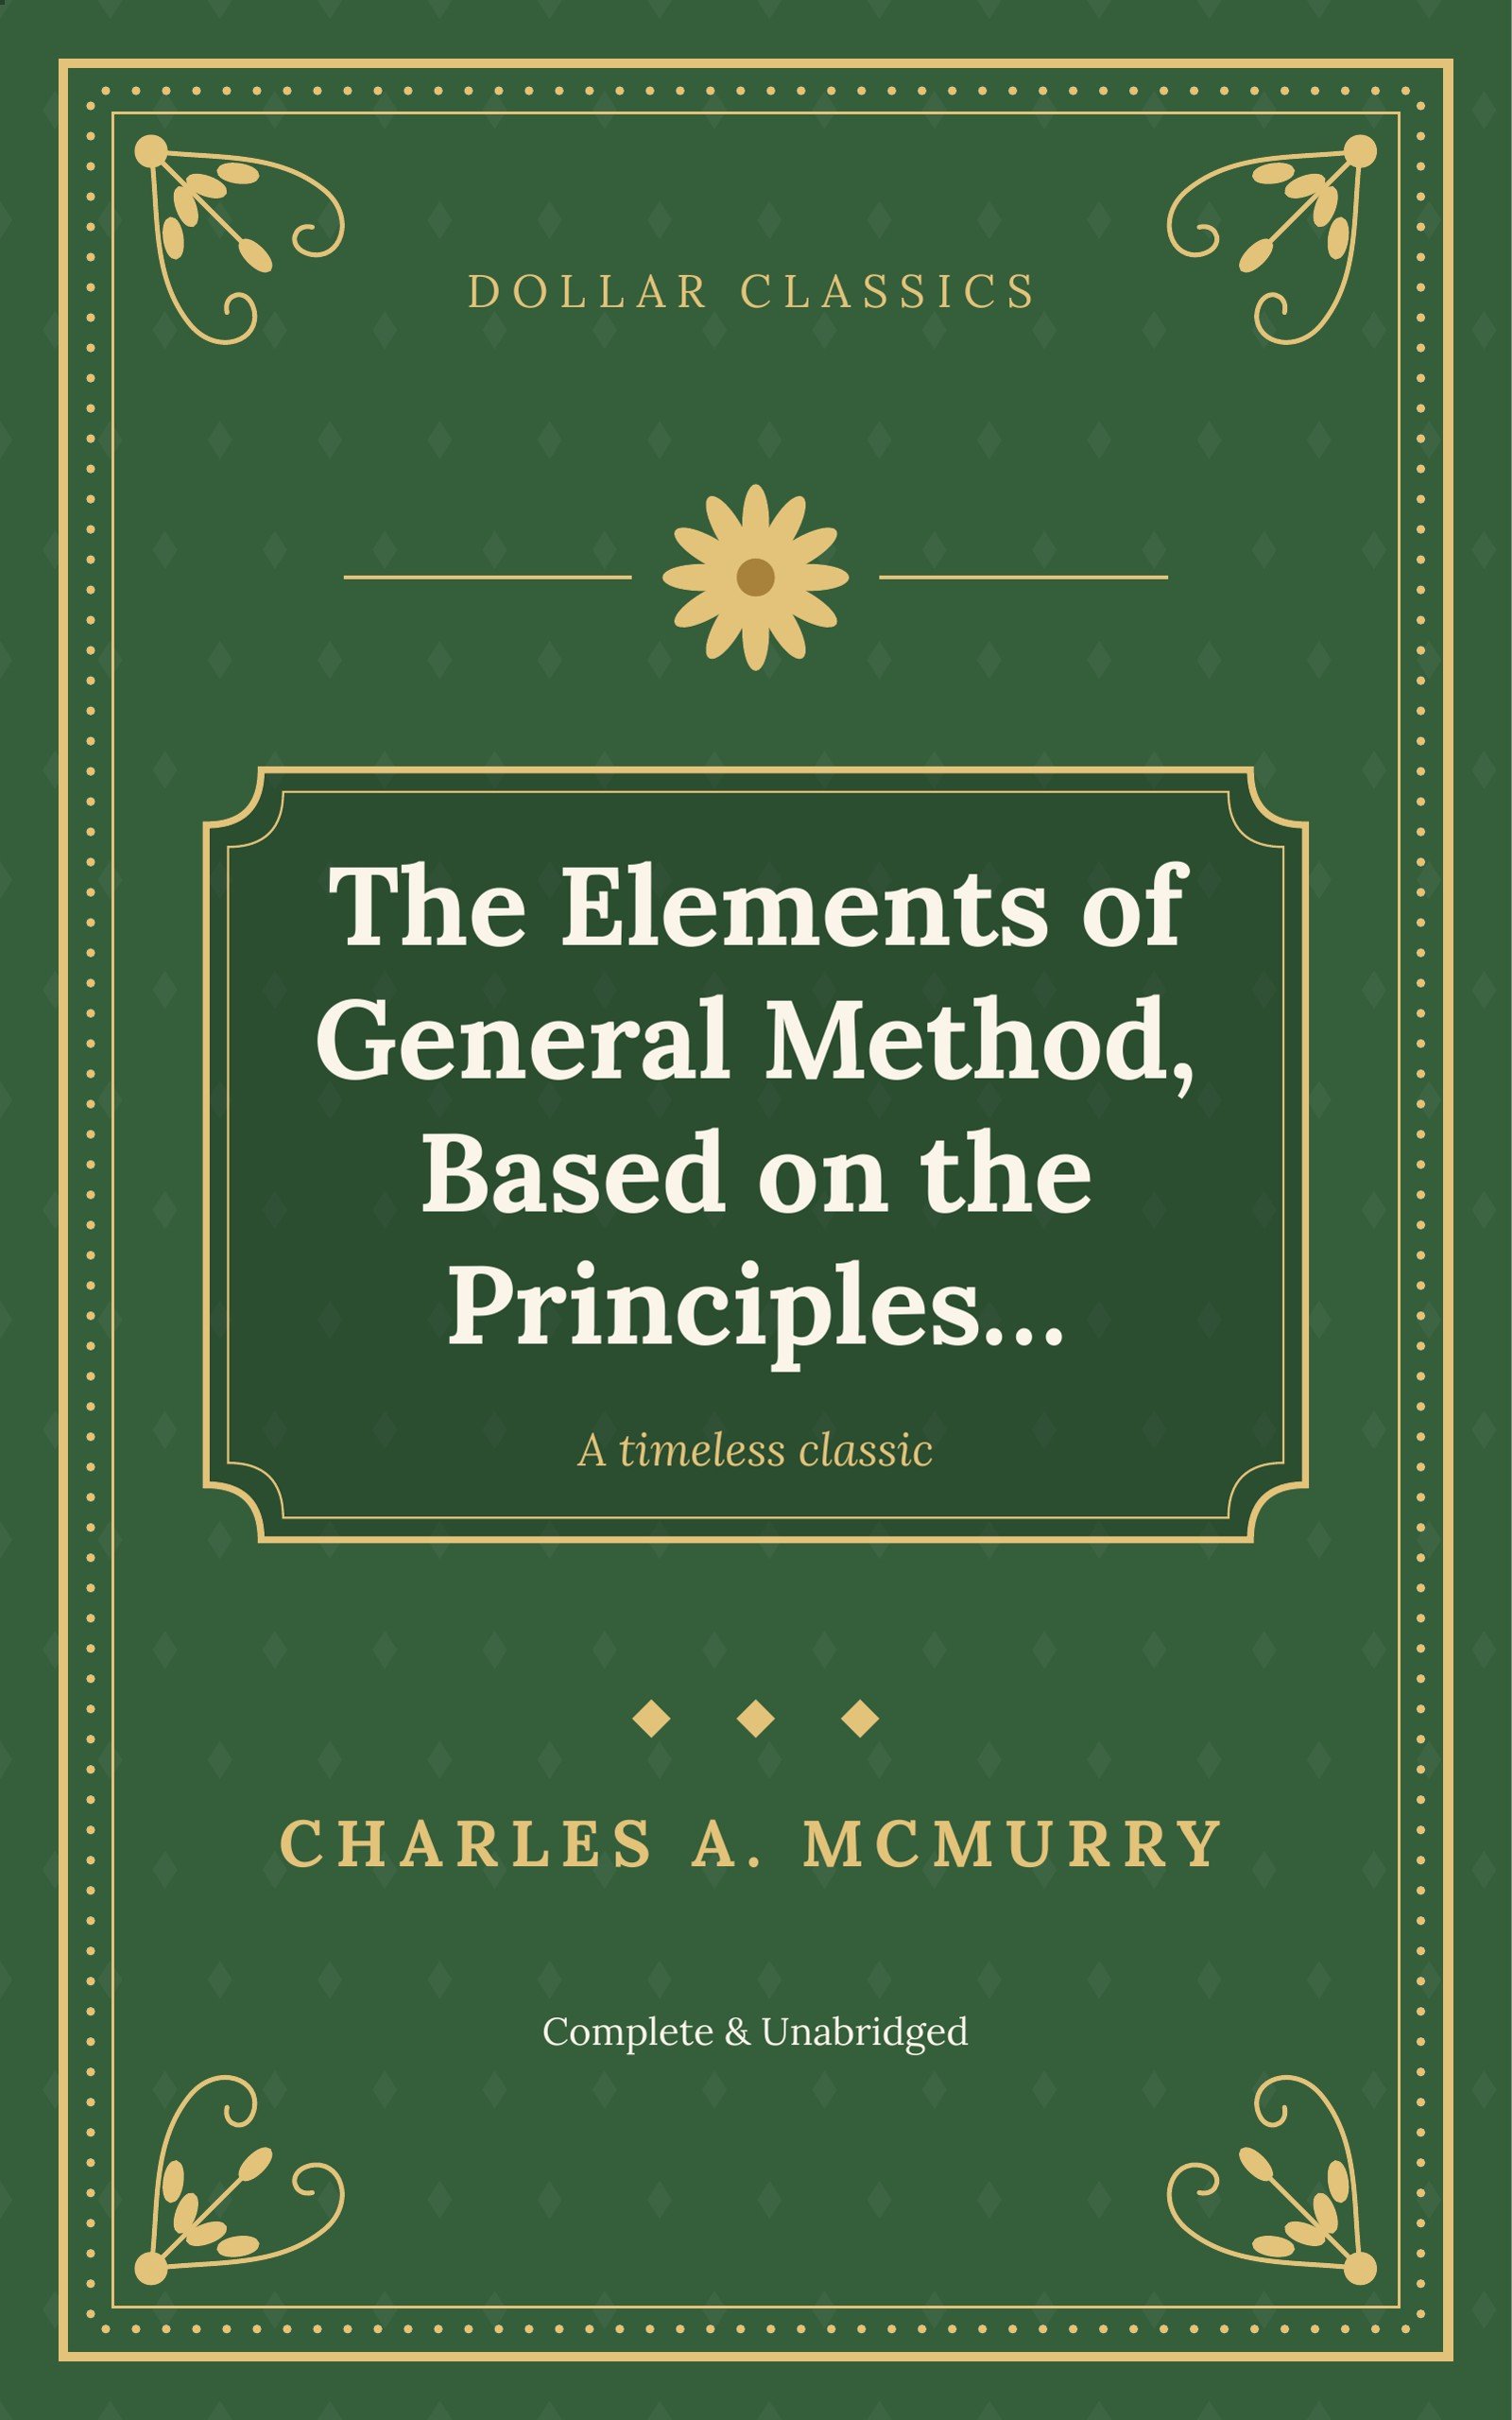 DOLLAR CLASSICS
The Elements of
General Method,
Based on the
Principles...
A timeless classic
CHARLES A. MCMURRY
Complete & Unabridged